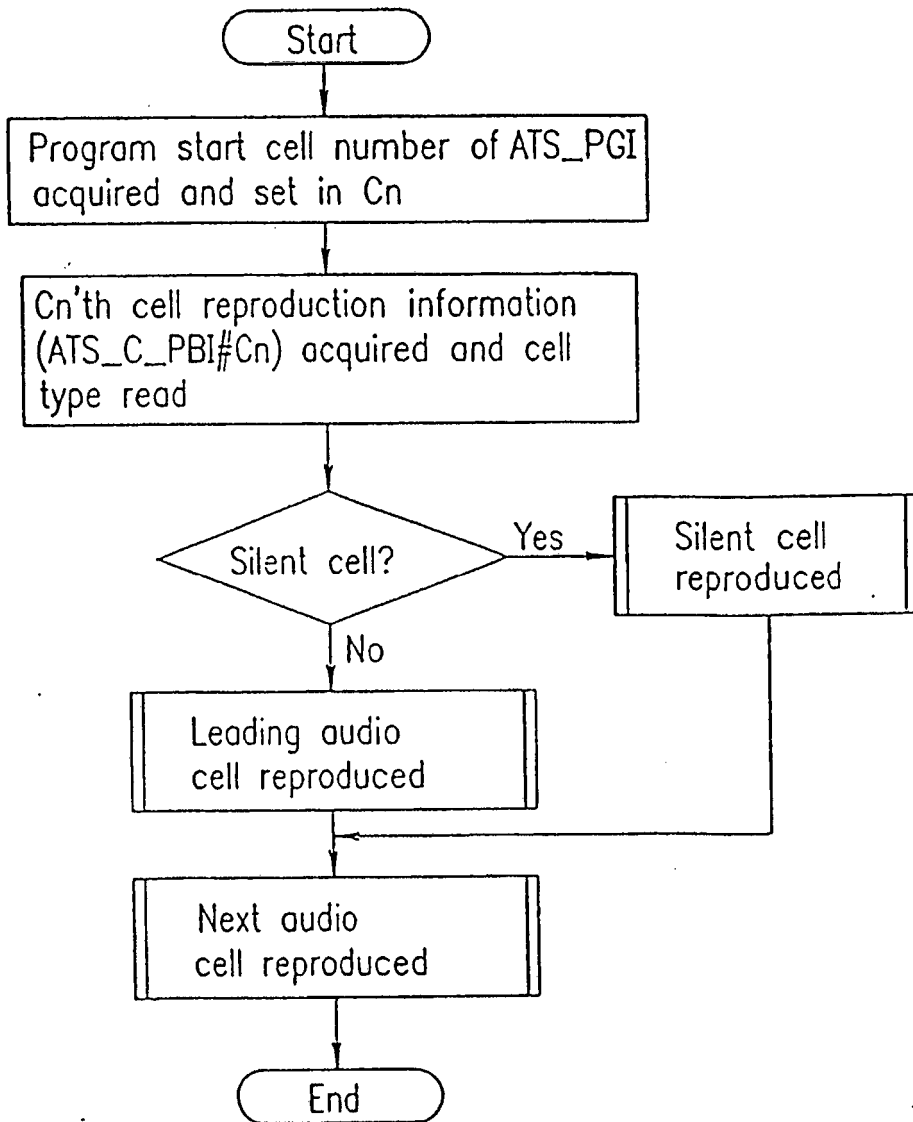 Start
Program start cell number of ATS_PGI
acquired and set in Cn
Cn'th cell reproduction information
(ATS_C_PBI#Cn) acquired and cell
type read
Silent cell?
Yes
Silent cell
reproduced
No
Leading audio
cell reproduced
Next audio
cell reproduced
End